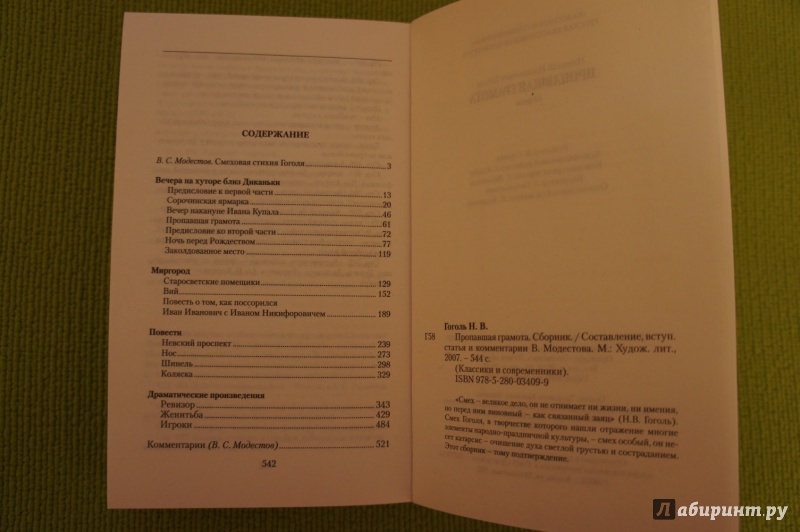 СОДЕРЖАНИЕ
В. С. Модестов. Смеховая стихия Гоголя 3
Вечера на хуторе близ Диканьки
Предисловие к первой части 13
Сорочинская ярмарка 20
Вечер накануне Ивана Купала 46
Пропавшая грамота 61
Предисловие ко второй части 72
Ночь перед Рождеством 77
Заколдованное место 119
Миргород
Старосветские помещики 129
Вий 152
Повесть о том, как поссорился
Иван Иванович с Иваном Никифоровичем 189
Повести
Невский проспект 239
Нос 273
Шинель 298
Коляска 329
Драматические произведения
Ревизор 343
Женитьба 429
Игроки 484
Комментарии (В. С. Модестов) 521
542
Гоголь Н. В.
Г58 Пропавшая грамота. Сборник. / Составление, вступ.
статья и комментарии В. Модестова. М.: Худож. лит.,
2007. – 544 с.
(Классики и современники).
ISBN 978-5-280-03409-9
«Смех – великое дело, он не отнимает ни жизни, ни имения,
но перед ним виновный – как связанный заяц» (Н.В. Гоголь).
Смех Гоголя, в творчестве которого нашли отражение многие
элементы народно-праздничной культуры, – смех особый, он не-
сет катарсис – очищение духа светлой грустью и состраданием.
Этот сборник – тому подтверждение.
Лабиринт.ру